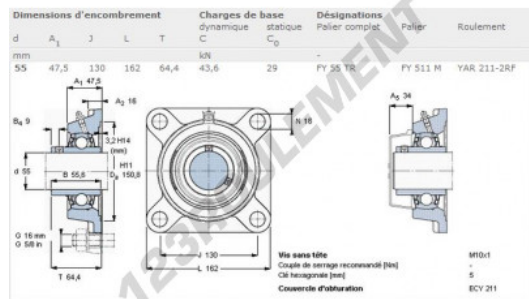 Dimensions d'encombrement Charges de base Désignations
dynamique statique Palier complet Palier Roulement
d A1 J L T C C0
mm kN -
55 47,5 130 162 64,4 43,6 29 FY 55 TR FY 511 M YAR 211-2RF
A1 47,5
A2 16
B4 9
3,2 H14
(mm)
H11
Da 150,8
d 55
B 55,6
G 16 mm
G 5/8 in
T 64,4
N 18
J 130
L 162
A5 34
Vis sans tête M10x1
Couple de serrage recommandé [Nm] -
Clé hexagonale [mm] 5
Couvercle d'obturation ECY 211
123ROULEMENT